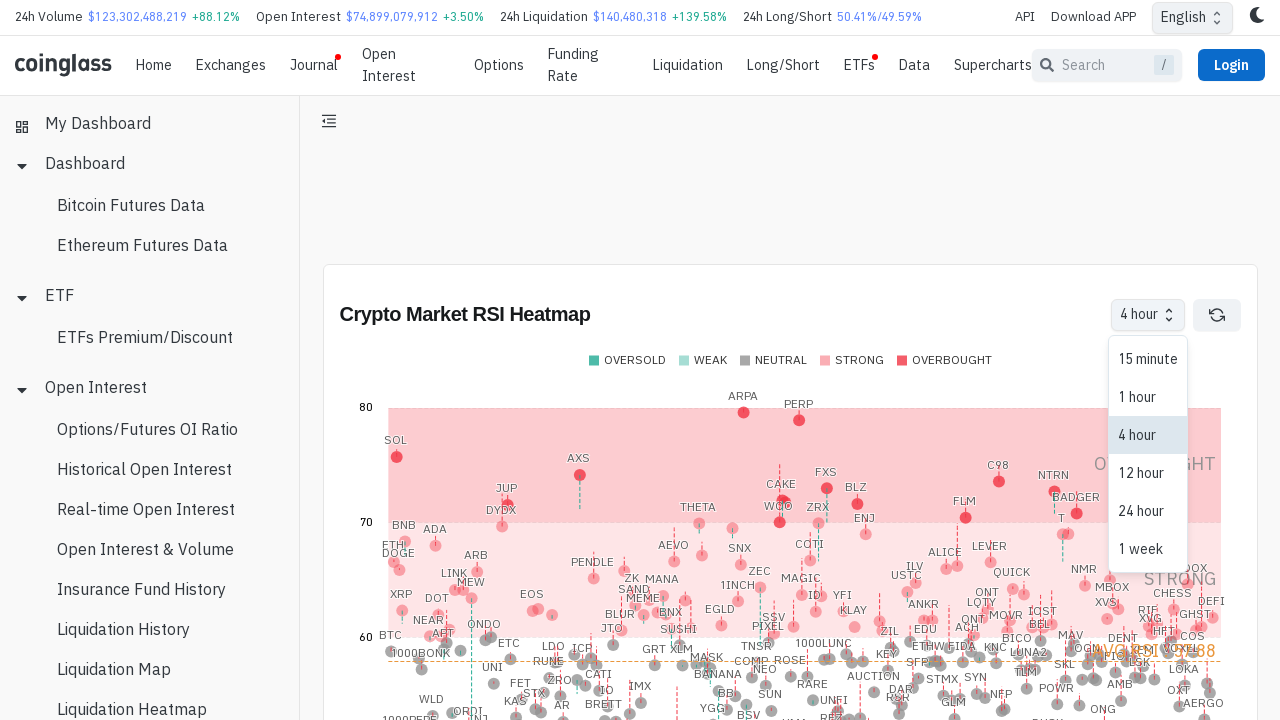 24h Volume $123,302,488,219 +88.12% Open Interest $74,899,079,912 +3.50% 24h Liquidation $140,480,318 +139.58% 24h Long/Short 50.41%/49.59% API Download APP English
coinglass Home Exchanges Journal Open Interest Options Funding Rate Liquidation Long/Short ETFs Data Supercharts Search / Login
My Dashboard
Dashboard
Bitcoin Futures Data
Ethereum Futures Data
ETF
ETFs Premium/Discount
Open Interest
Options/Futures OI Ratio
Historical Open Interest
Real-time Open Interest
Open Interest & Volume
Insurance Fund History
Liquidation History
Liquidation Map
Liquidation Heatmap
Crypto Market RSI Heatmap 4 hour
15 minute
1 hour
4 hour
12 hour
24 hour
1 week
OVERSOLD WEAK NEUTRAL STRONG OVERBOUGHT
80
ARPA PERP
SOL
AXS FXS C98
JUP CAKE BLZ NTRN BADGER
70
BNB ADA DYDX THETA WOO ZRX ENJ FLM T
ETH DOGE ARB AEVO SNX COTI ALICE LEVER
LINK MEW PENDLE ZK MANA ZEC MAGIC ILV USTC QUICK NMR
XRP DOT EOS SAND MEME 1INCH ID YFI ONT MBOX CHESS
NEAR BLUR BNX EGLD SSV KLAY ANKR LQTY MOVR IOST XVS DEFI
60
BTC APT ONDO JTO SUSHI PIXEL ZIL EDU ACH BEL XVG GHST
1000BONK ETC LDO ICP GRT XLM TNSR 1000LUNC KEY ETHW FIDA KNC BICO MAV DENT COS
UNI RUNE CATI MASK COMP ROSE NEO SFP LUNA2 SKL VOXEL
FET ZRO BANANA RARE AUCTION STMX SYN TLM LSK LOKA
WLD STX IO IMX BB SUN DAR NFP POWR AMB OXT
ORDI AR BRETT YGG UNFI RSR GLM AERGO
BSV ONG
STRONG